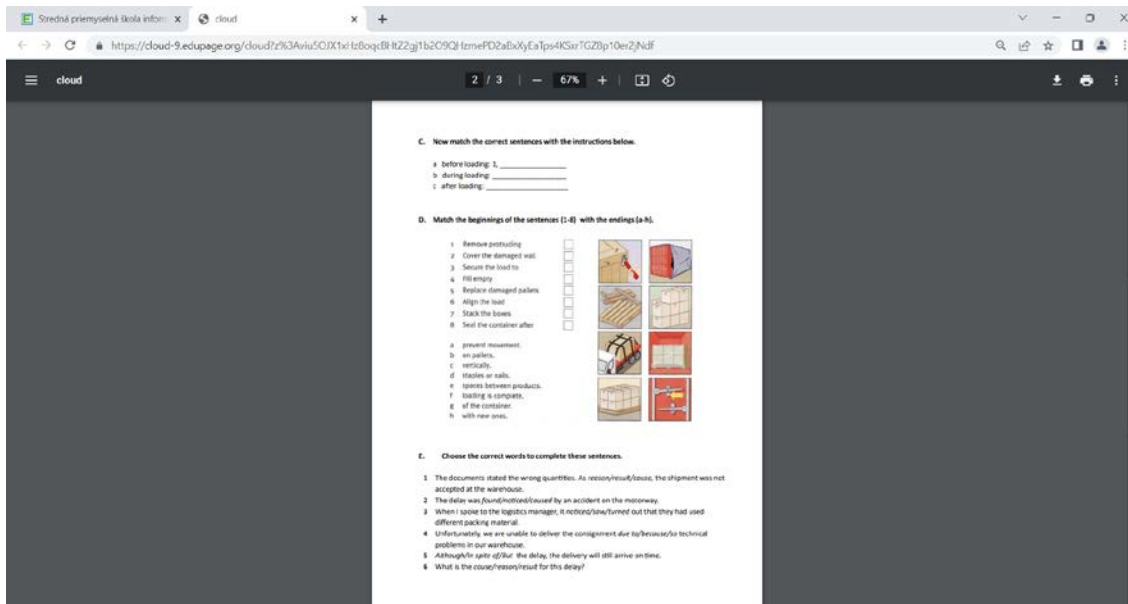 Stredná priemyselná škola inform
cloud
cloud
2 / 3
67%
C. Now match the correct sentences with the instructions below.
a before loading: 1,
b during loading:
c after loading:
D. Match the beginnings of the sentences (1-8) with the endings (a-h).
1 Remove protruding
2 Cover the damaged wall
3 Secure the load to
4 Fill empty
5 Replace damaged pallets
6 Align the load
7 Stack the boxes
8 Seal the container after
a prevent movement.
b on pallets.
c vertically.
d staples or nails.
e spaces between products.
f loading is complete.
g of the container.
h with new ones.
E. Choose the correct words to complete these sentences.
1 The documents stated the wrong quantities. As reason/result/cause, the shipment was not
accepted at the warehouse.
2 The delay was found/noticed/caused by an accident on the motorway.
3 When I spoke to the logistics manager, it noticed/saw/turned out that they had used
different packing material.
4 Unfortunately, we are unable to deliver the consignment due to/because/so technical
problems in our warehouse.
5 Although/In spite of/But the delay, the delivery will still arrive on time.
6 What is the cause/reason/result for this delay?